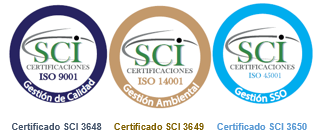 SCI
CERTIFICACIONES
ISO 9001
Gestión de Calidad
SCI
CERTIFICACIONES
ISO 14001
Gestión Ambiental
SCI
CERTIFICACIONES
ISO 45001
Gestión SSO
Certificado SCI 3648
Certificado SCI 3649
Certificado SCI 3650